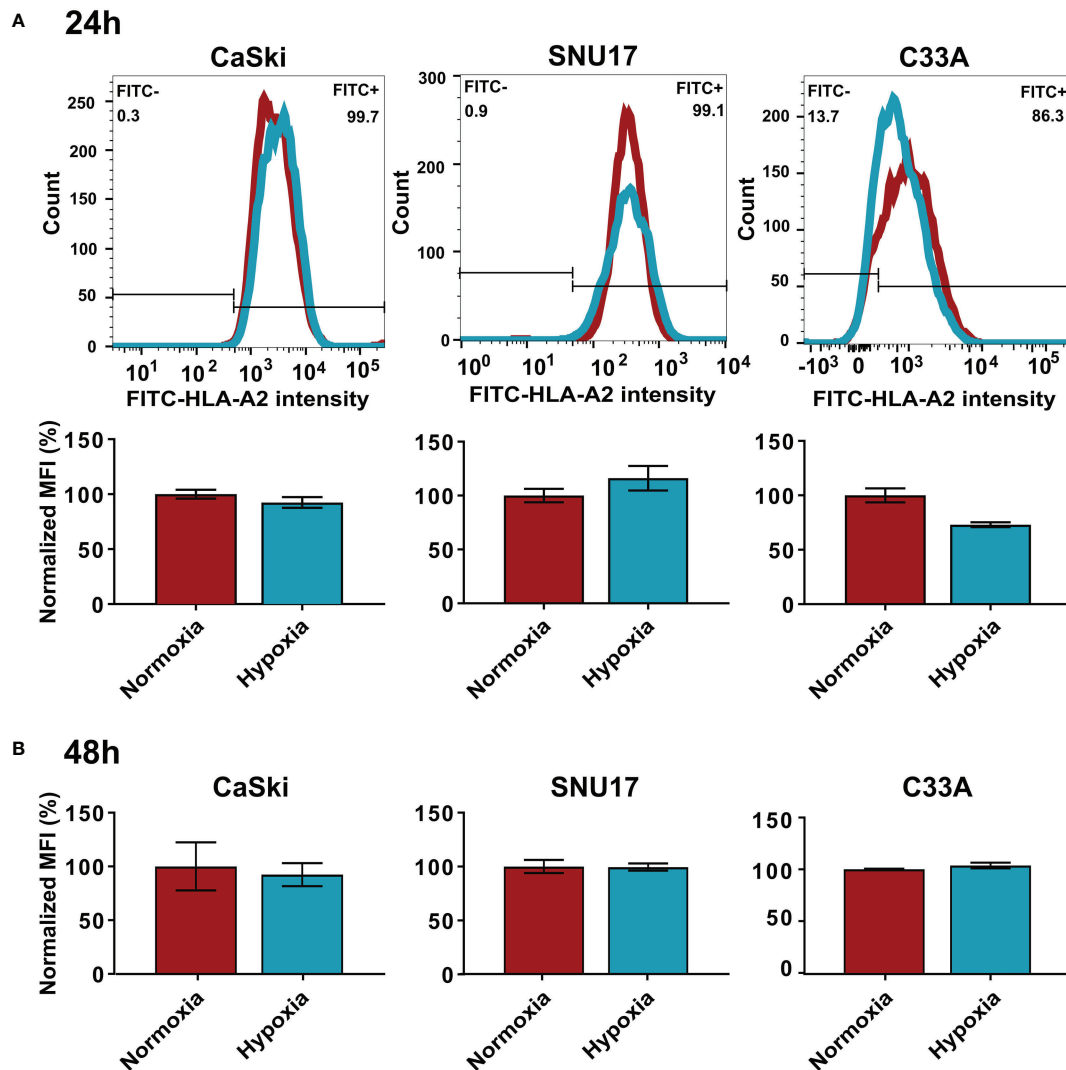 A 24h
CaSki
SNU17
C33A
FITC-
0.3
FITC+
99.7
250
200
150
100
50
0
Count
10^1 10^2 10^3 10^4 10^5
FITC-HLA-A2 intensity
FITC-
0.9
FITC+
99.1
300
200
100
0
Count
10^0 10^1 10^2 10^3 10^4
FITC-HLA-A2 intensity
FITC-
13.7
FITC+
86.3
200
150
100
50
0
Count
-10^3 0 10^3 10^4 10^5
FITC-HLA-A2 intensity
Normalized MFI (%)
150
100
50
0
Normoxia
Hypoxia
150
100
50
0
Normoxia
Hypoxia
150
100
50
0
Normoxia
Hypoxia
B 48h
CaSki
SNU17
C33A
Normalized MFI (%)
150
100
50
0
Normoxia
Hypoxia
150
100
50
0
Normoxia
Hypoxia
150
100
50
0
Normoxia
Hypoxia